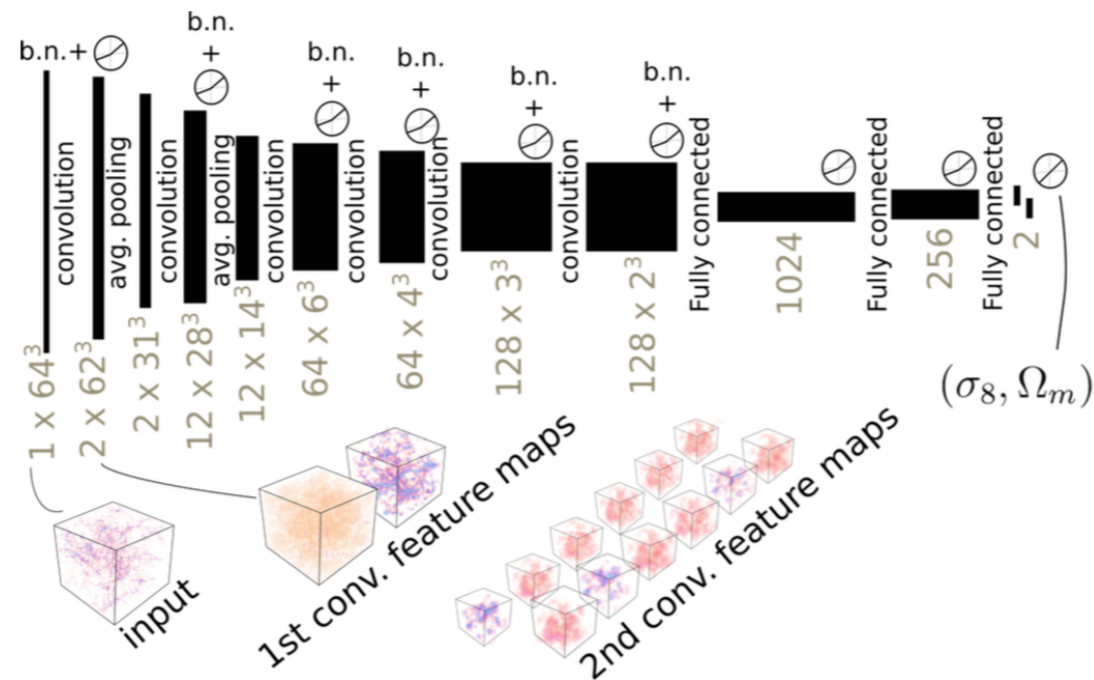 b.n.+
b.n.
+
b.n.
+
b.n.
+
b.n.
+
b.n.
+
convolution
avg. pooling
convolution
avg. pooling
convolution
convolution
convolution
convolution
Fully connected
Fully connected
Fully connected
1 x 64³
2 x 62³
2 x 31³
12 x 28³
12 x 14³
64 x 6³
64 x 4³
128 x 3³
128 x 2³
1024
256
2
(σ₈, Ωₘ)
input
1st conv. feature maps
2nd conv. feature maps